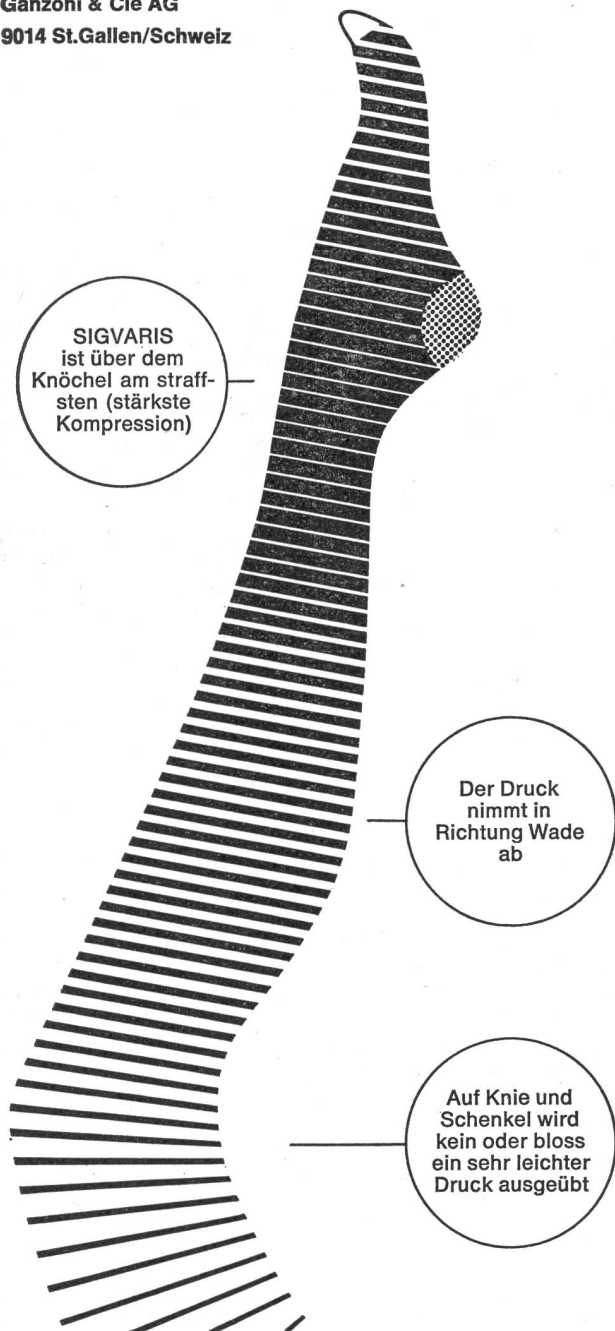 Ganzoni & Cie AG
9014 St.Gallen/Schweiz
SIGVARIS
ist über dem
Knöchel am straff-
sten (stärkste
Kompression)
Der Druck
nimmt in
Richtung Wade
ab
Auf Knie und
Schenkel wird
kein oder bloss
ein sehr leichter
Druck ausgeübt